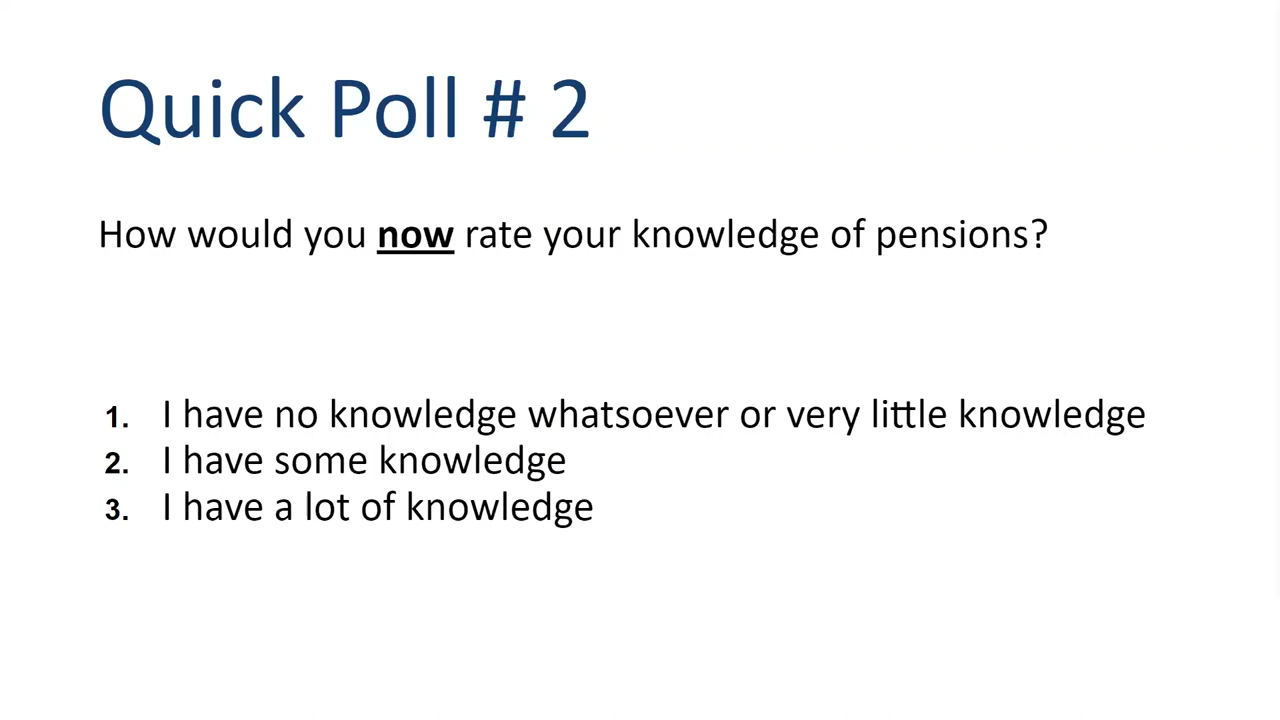 Quick Poll # 2
How would you now rate your knowledge of pensions?
1. I have no knowledge whatsoever or very little knowledge
2. I have some knowledge
3. I have a lot of knowledge